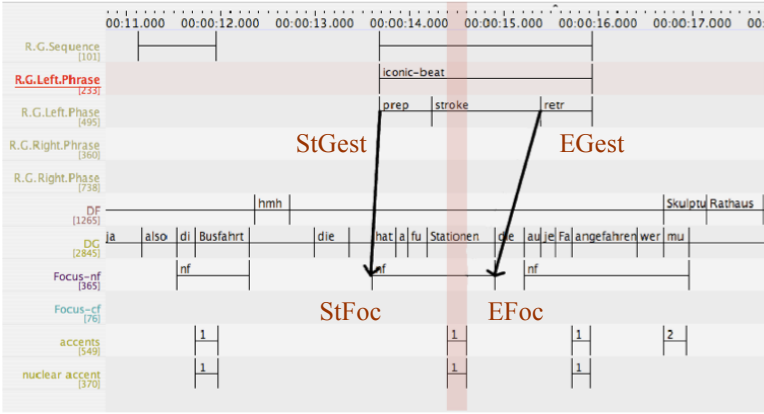 00:00:11.000 00:00:12.000 00:00:13.000 00:00:14.000 00:00:15.000 00:00:16.000 00:00:17.000
R.G.Sequence
[101]
R.G.Left.Phrase iconic-beat
[233]
R.G.Left.Phase prep stroke retr
[495]
StGest EGest
R.G.Right.Phrase
[360]
R.G.Right.Phase
[738]
DF hmh Skulptu Rathaus
[1265]
DG ja also di Busfahrt die hat a fu Stationen die au je Fa angefahren wer mu
[2845]
Focus-nf nf nf nf
[365]
StFoc EFoc
Focus-cf
[76]
accents 1 1 1 2
[549]
nuclear accent 1 1 1
[370]